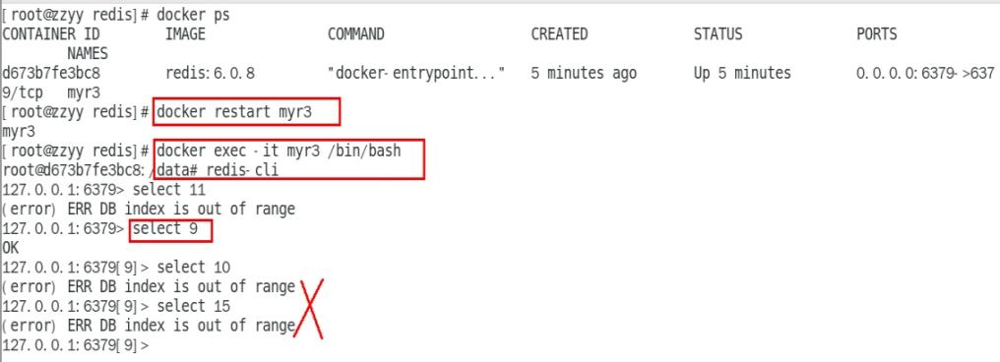 [root@zzyy redis]# docker ps
CONTAINER ID        IMAGE               COMMAND                  CREATED             STATUS              PORTS
        NAMES
d673b7fe3bc8        redis:6.0.8         "docker-entrypoint..."   5 minutes ago       Up 5 minutes        0.0.0.0:6379->637
9/tcp   myr3
[root@zzyy redis]# docker restart myr3
myr3
[root@zzyy redis]# docker exec -it myr3 /bin/bash
root@d673b7fe3bc8:/data# redis-cli
127.0.0.1:6379> select 11
(error) ERR DB index is out of range
127.0.0.1:6379> select 9
OK
127.0.0.1:6379[9]> select 10
(error) ERR DB index is out of range
127.0.0.1:6379[9]> select 15
(error) ERR DB index is out of range
127.0.0.1:6379[9]>